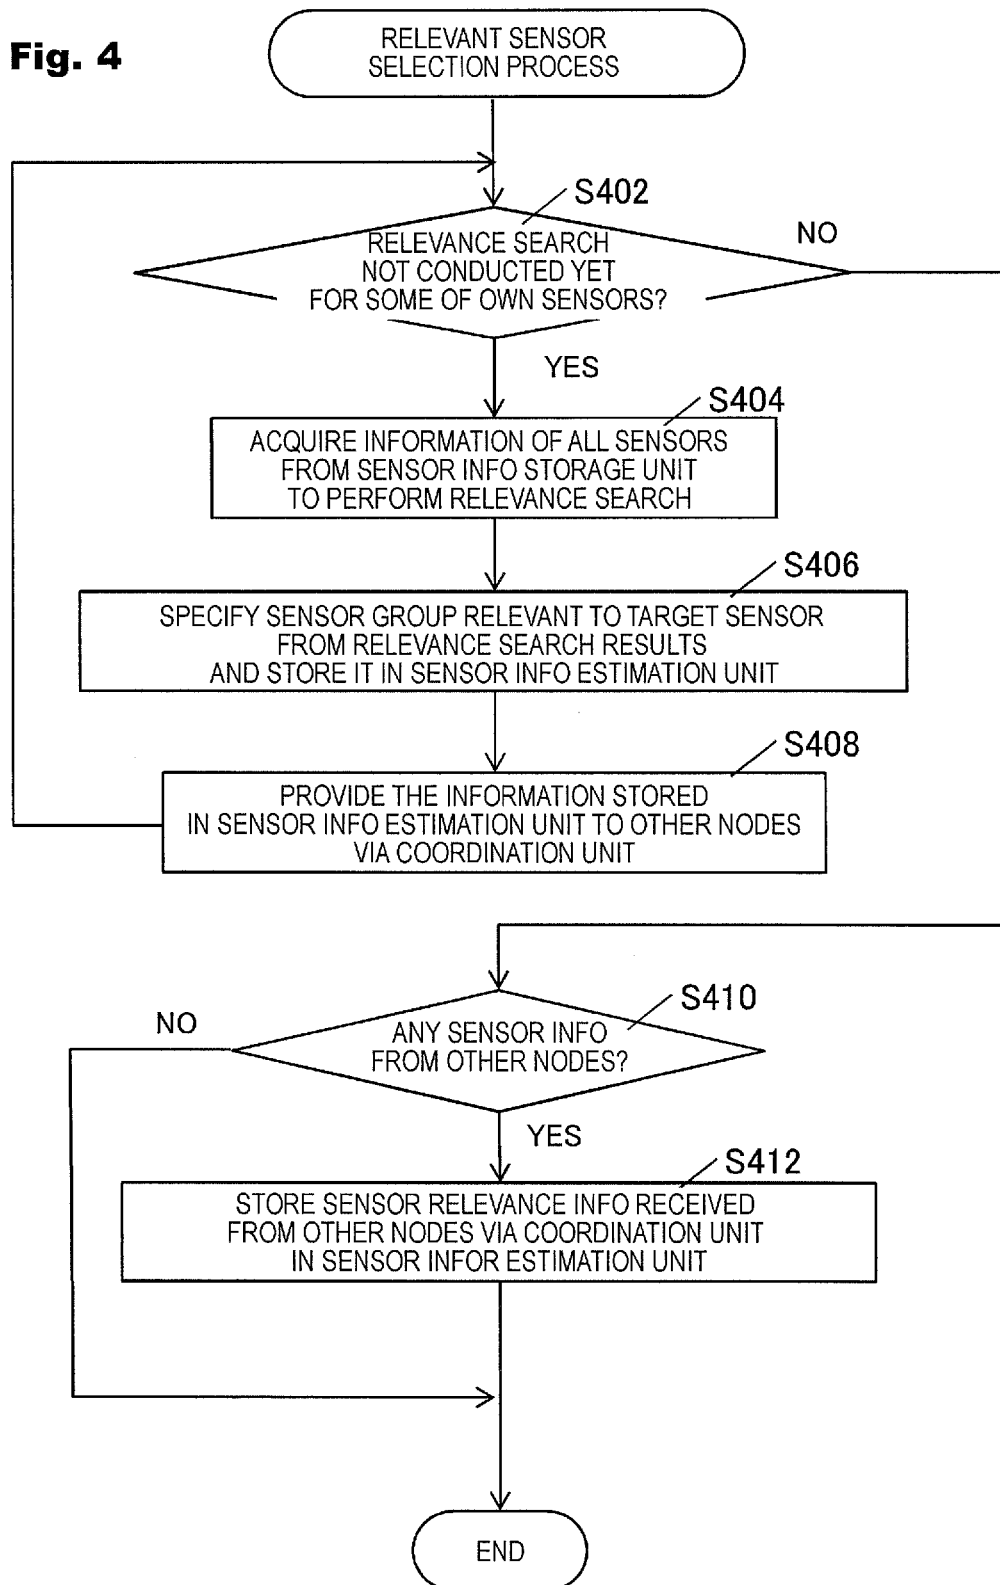 Fig. 4
RELEVANT SENSOR
SELECTION PROCESS
S402
RELEVANCE SEARCH
NOT CONDUCTED YET
FOR SOME OF OWN SENSORS?
NO
YES
S404
ACQUIRE INFORMATION OF ALL SENSORS
FROM SENSOR INFO STORAGE UNIT
TO PERFORM RELEVANCE SEARCH
S406
SPECIFY SENSOR GROUP RELEVANT TO TARGET SENSOR
FROM RELEVANCE SEARCH RESULTS
AND STORE IT IN SENSOR INFO ESTIMATION UNIT
S408
PROVIDE THE INFORMATION STORED
IN SENSOR INFO ESTIMATION UNIT TO OTHER NODES
VIA COORDINATION UNIT
S410
NO
ANY SENSOR INFO
FROM OTHER NODES?
YES
S412
STORE SENSOR RELEVANCE INFO RECEIVED
FROM OTHER NODES VIA COORDINATION UNIT
IN SENSOR INFOR ESTIMATION UNIT
END